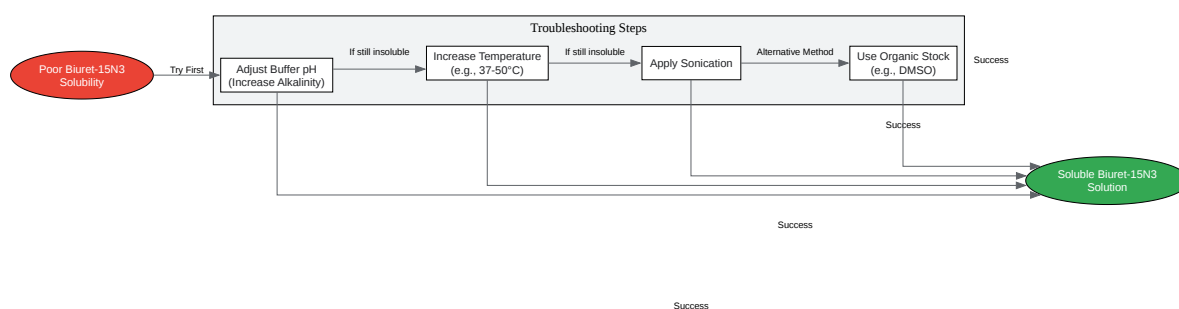 Troubleshooting Steps
Poor Biuret-15N3
Solubility
Try First
Adjust Buffer pH
(Increase Alkalinity)
If still insoluble
Increase Temperature
(e.g., 37-50°C)
If still insoluble
Apply Sonication
Alternative Method
Use Organic Stock
(e.g., DMSO)
Success
Success
Soluble Biuret-15N3
Solution
Success
Success